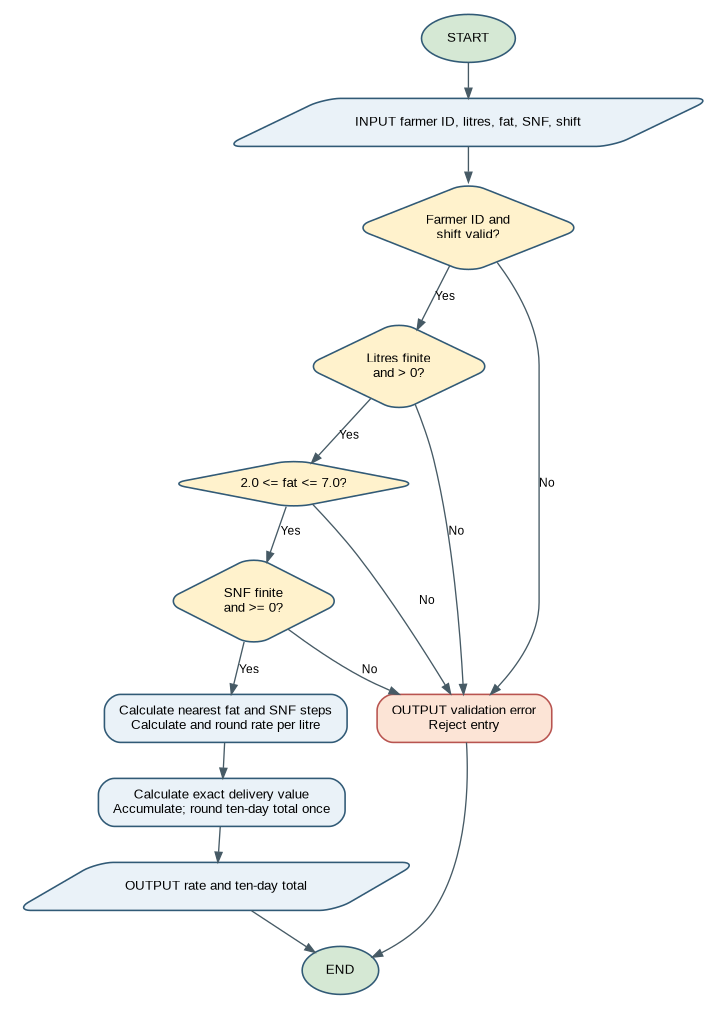 START
INPUT farmer ID, litres, fat, SNF, shift
Farmer ID and
shift valid?
Yes
Litres finite
and > 0?
Yes
2.0 <= fat <= 7.0?
No
Yes
No
SNF finite
and >= 0?
No
Yes
No
Calculate nearest fat and SNF steps
Calculate and round rate per litre
OUTPUT validation error
Reject entry
Calculate exact delivery value
Accumulate; round ten-day total once
OUTPUT rate and ten-day total
END